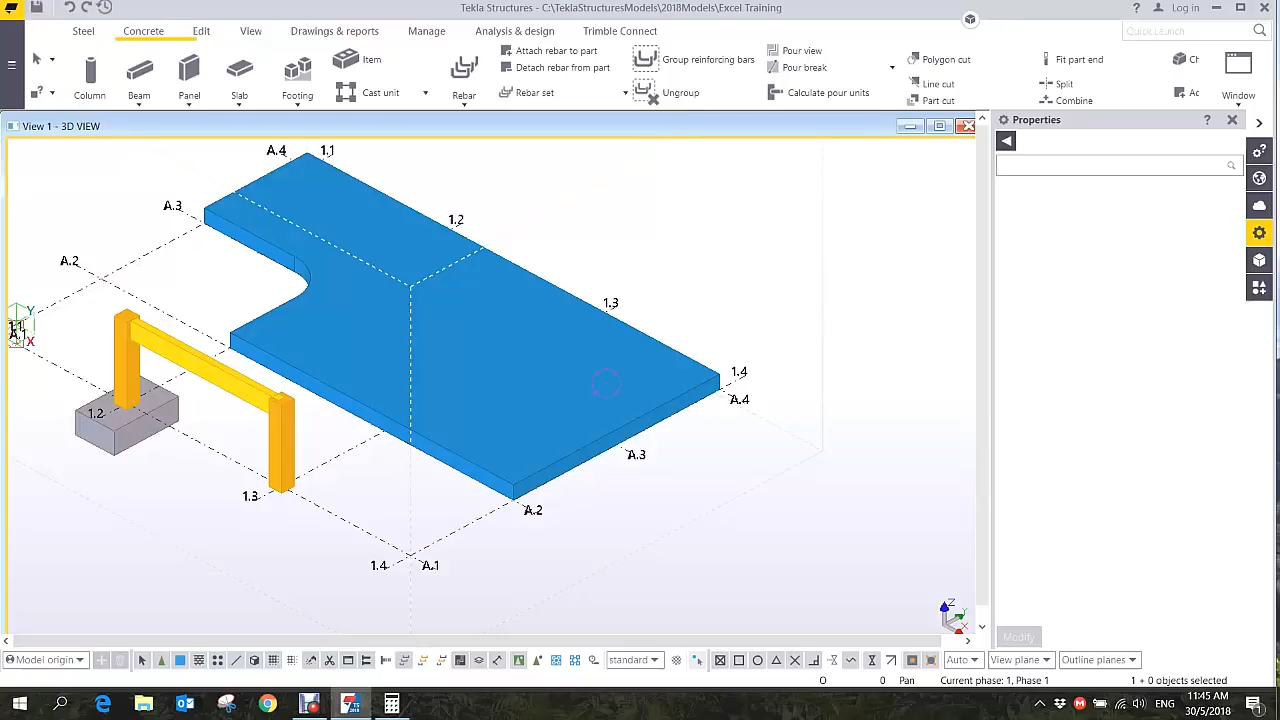 Tekla Structures - C:\TeklaStructuresModels\2018Models\Excel Training
Log in
Steel
Concrete
Edit
View
Drawings & reports
Manage
Analysis & design
Trimble Connect
Quick Launch
Column
Beam
Panel
Slab
Footing
Item
Cast unit
Rebar
Attach rebar to part
Detach rebar from part
Rebar set
Group reinforcing bars
Ungroup
Pour view
Pour break
Calculate pour units
Polygon cut
Line cut
Part cut
Fit part end
Split
Combine
Window
View 1 - 3D VIEW
Properties
A.4
1.1
A.3
1.2
A.2
1.3
Y
X
A.1
1.4
A.4
1.2
A.3
1.3
A.2
1.4
A.1
Z
Y
X
Modify
Model origin
standard
Auto
View plane
Outline planes
O
0
Pan
Current phase: 1, Phase 1
1 + 0 objects selected
ENG
11:45 AM
30/5/2018